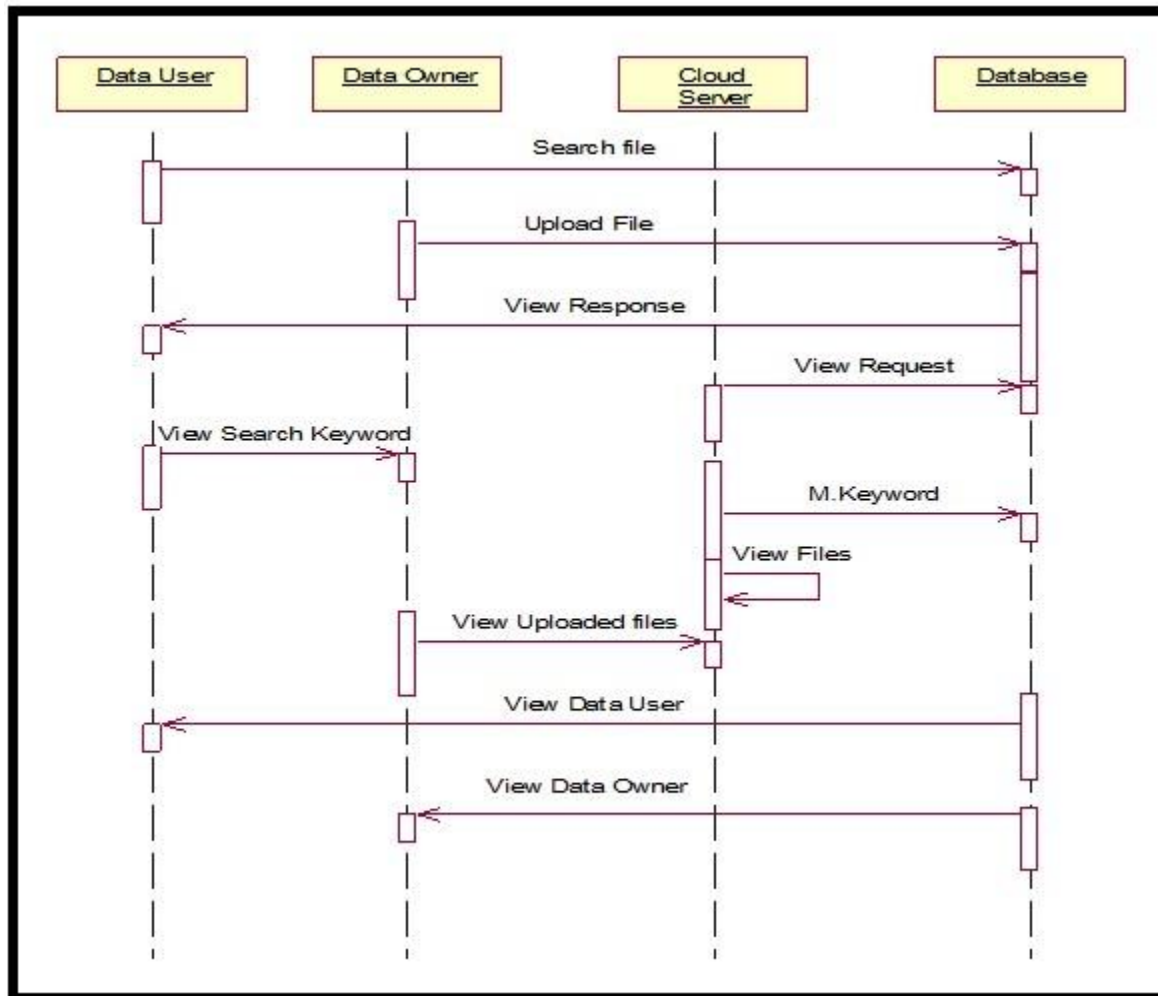 Data User
Data Owner
Cloud
Server
Database
Search file
Upload File
View Response
View Request
View Search Keyword
M.Keyword
View Files
View Uploaded files
View Data User
View Data Owner